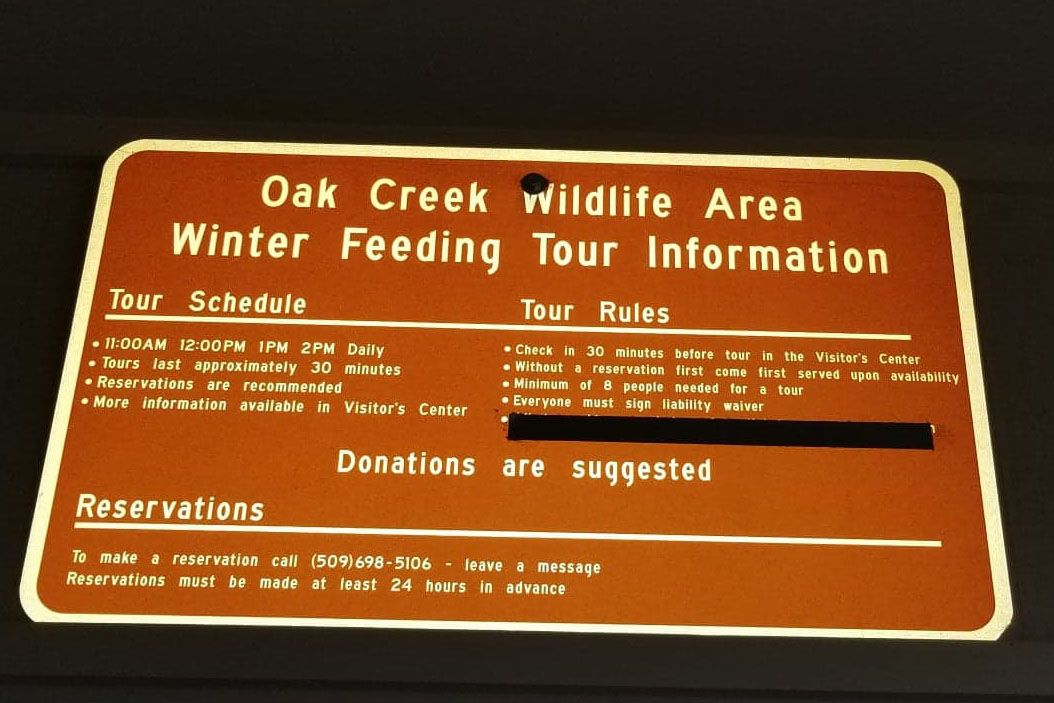 Oak Creek Wildlife Area
Winter Feeding Tour Information
Tour Schedule
• 11:00AM 12:00PM 1PM 2PM Daily
• Tours last approximately 30 minutes
• Reservations are recommended
• More information available in Visitor's Center
Tour Rules
• Check in 30 minutes before tour in the Visitor's Center
• Without a reservation first come first served upon availability
• Minimum of 8 people needed for a tour
• Everyone must sign liability waiver
Donations are suggested
Reservations
To make a reservation call (509)698-5106 - leave a message
Reservations must be made at least 24 hours in advance